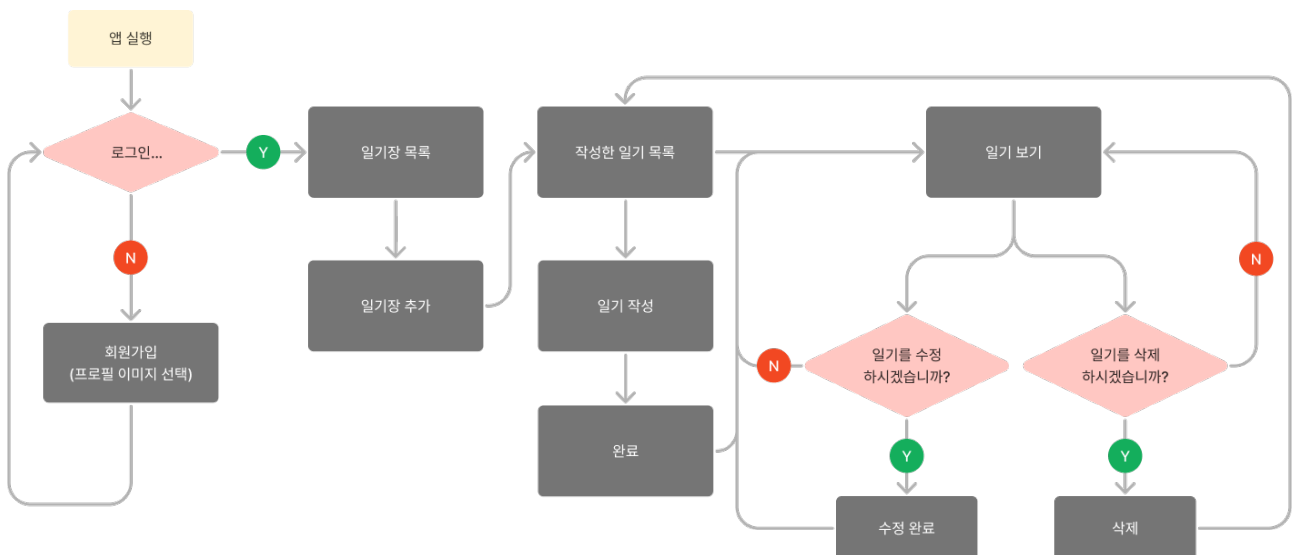 앱 실행
로그인...
Y
일기장 목록
작성한 일기 목록
일기 보기
N
N
일기장 추가
일기 작성
회원가입
(프로필 이미지 선택)
N
일기를 수정
하시겠습니까?
일기를 삭제
하시겠습니까?
완료
Y
Y
수정 완료
삭제